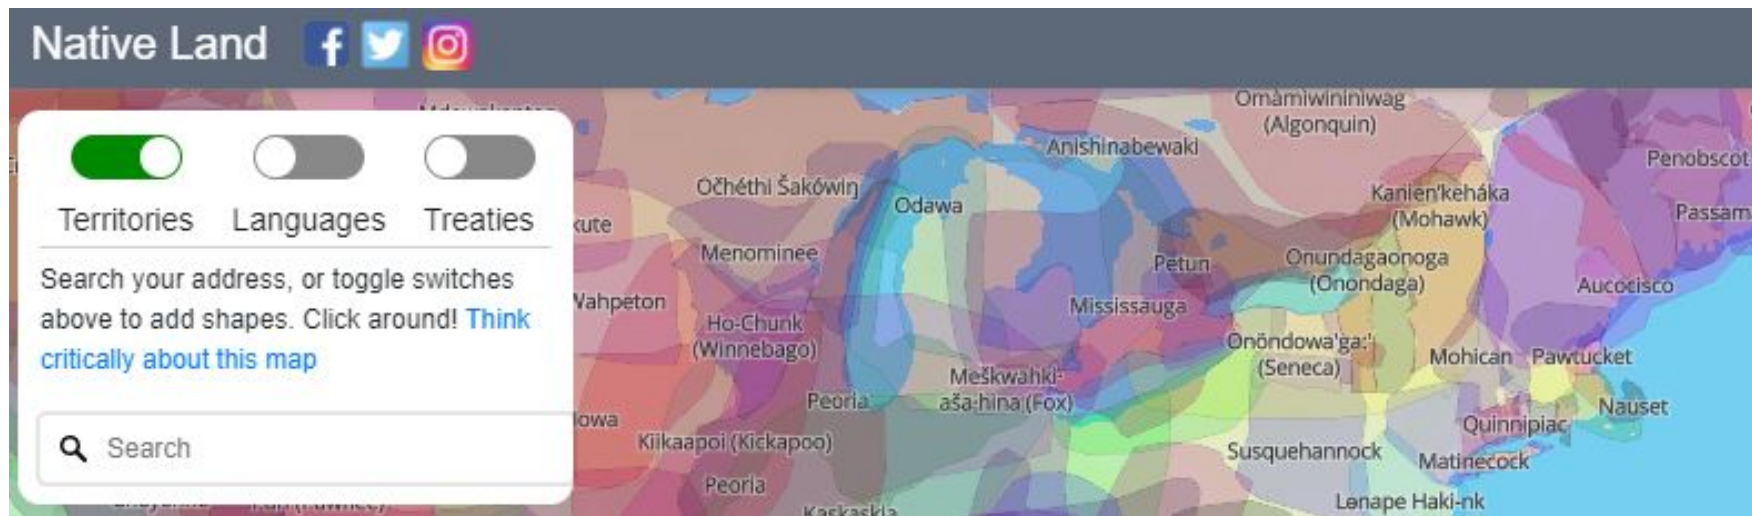 Native Land
Territories Languages Treaties
Search your address, or toggle switches
above to add shapes. Click around! Think
critically about this map
Search
Omàmìwininìwag
(Algonquin)
Anishinabewaki
Penobscot
Očhéthi Šakówiŋ
Odawa
Kanien'kehá:ka
(Mohawk)
Passam
kute
Menominee
Petun
Onundagaonoga
(Onondaga)
Aucocisco
Wahpeton
Mississauga
Ho-Chunk
(Winnebago)
Onöndowa'ga:'
(Seneca)
Mohican
Pawtucket
Meškwahki·
aša·hina (Fox)
Peoria
Nauset
Iowa
Quinnipiac
Kiikaapoi (Kickapoo)
Susquehannock
Matinecock
Peoria
Lenape Haki-nk
Kaskaskia